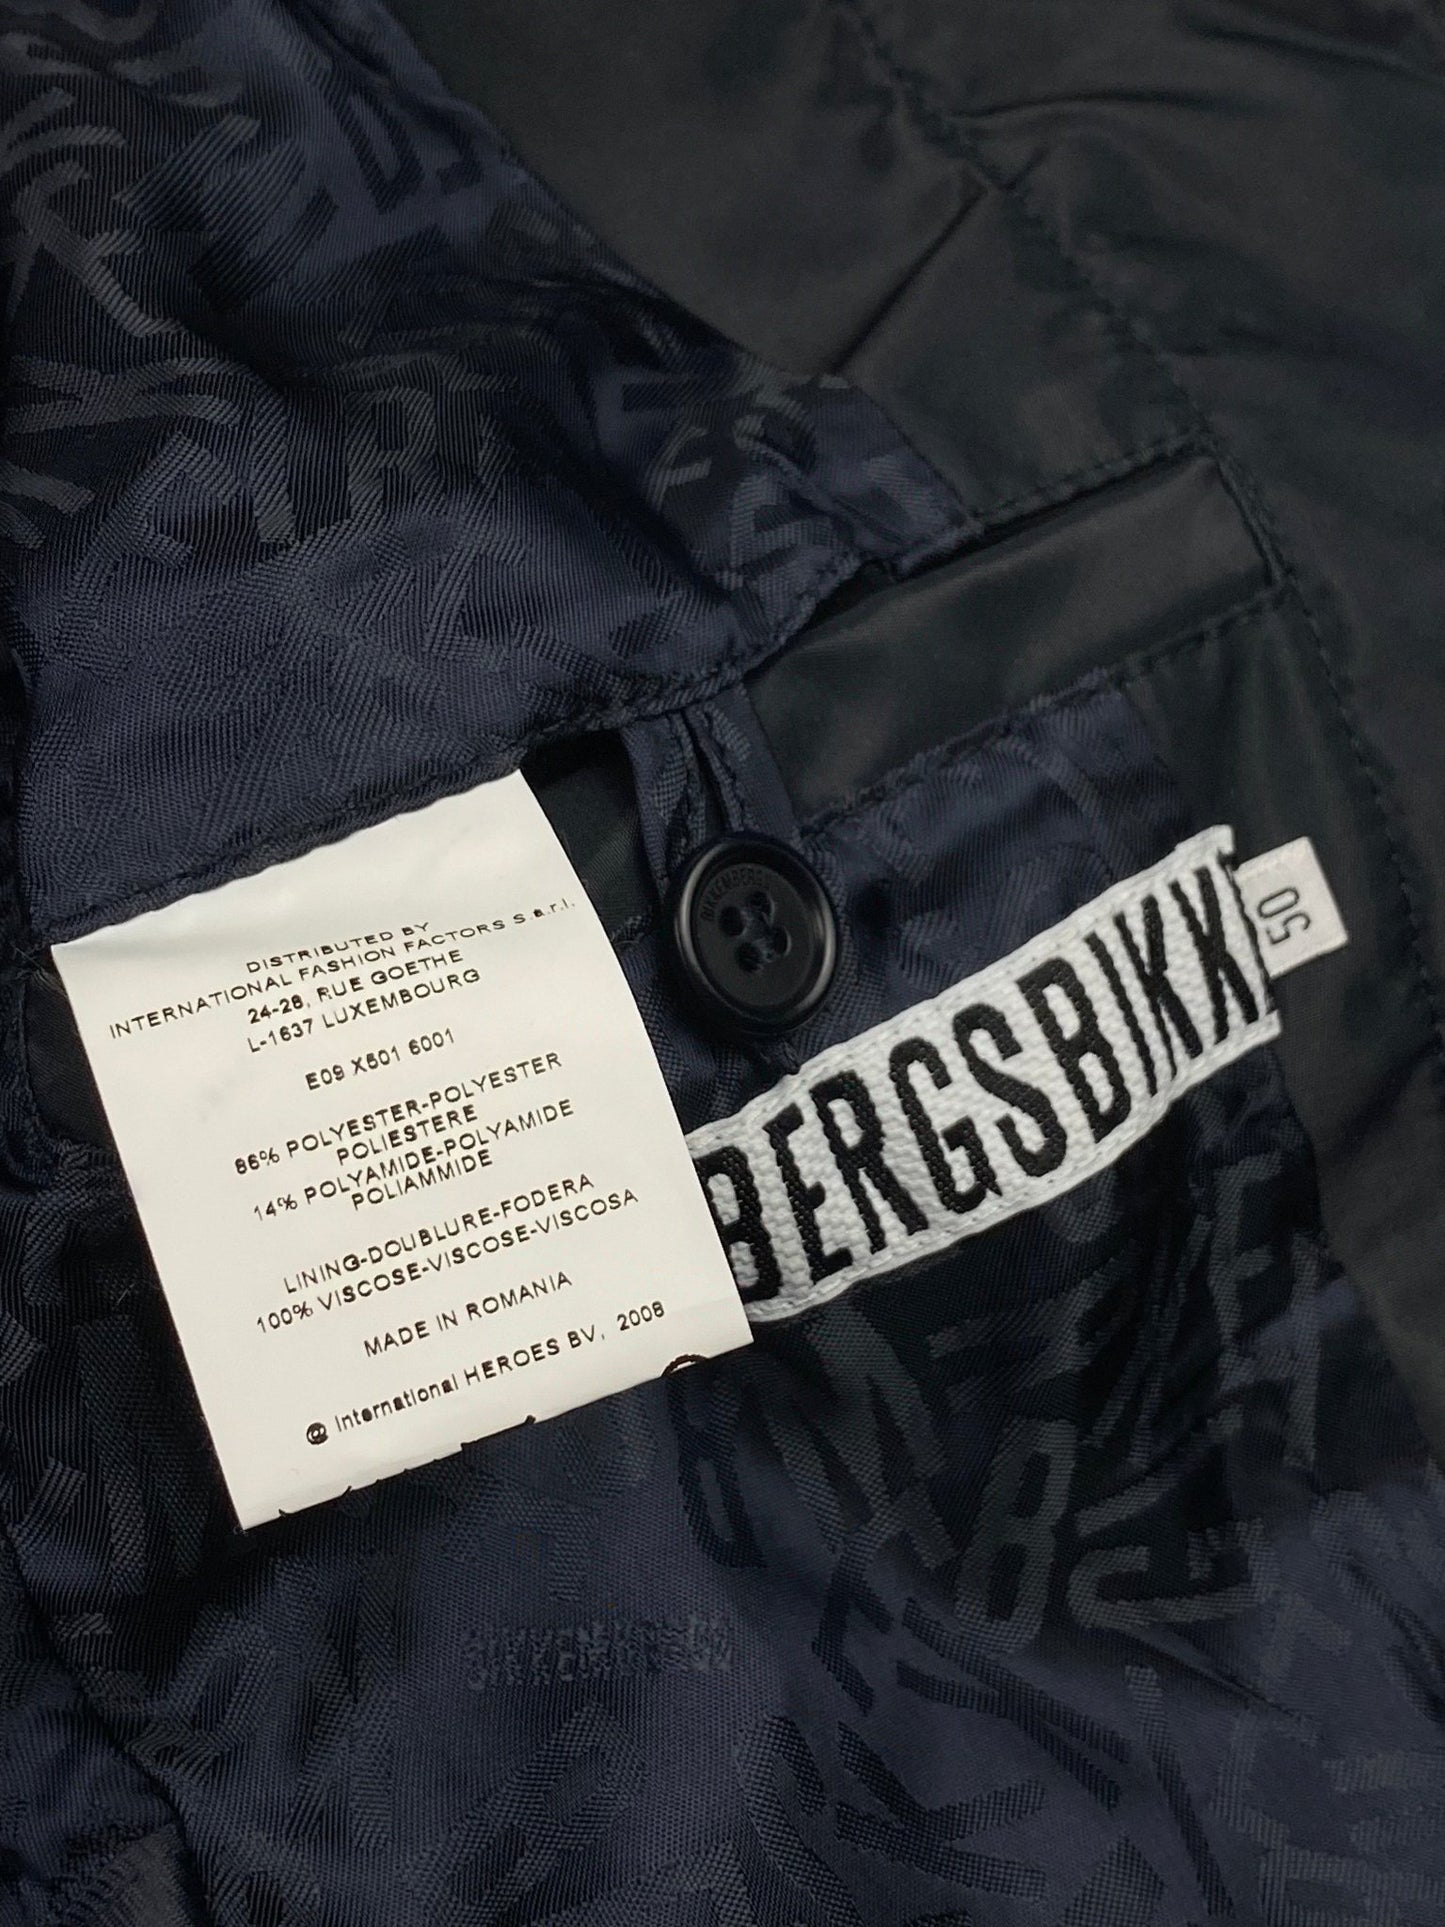 DISTRIBUTED BY
INTERNATIONAL FASHION FACTORS S.a.r.l.
24-28, RUE GOETHE
L-1637 LUXEMBOURG
E09 X501 6001
86% POLYESTER-POLYESTER
POLIESTERE
14% POLYAMIDE-POLYAMIDE
POLIAMMIDE
LINING-DOUBLURE-FODERA
100% VISCOSE-VISCOSE-VISCOSA
MADE IN ROMANIA
@ International HEROES BV, 2008
BIKKEMBERGS
BERGSBIKK
50
BIKKEMBERGS